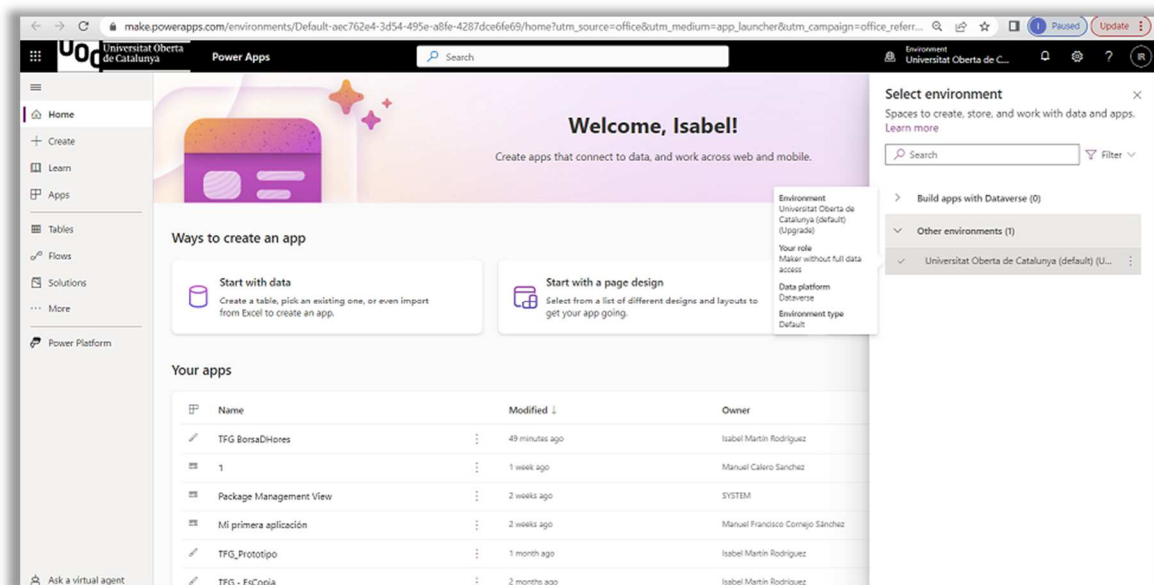 make.powerapps.com/environments/Default-aec762e4-3d54-495e-a8fe-4287dce6fe69/home?utm_source=office&utm_medium=app_launcher&utm_campaign=office_referr...
I Paused
Update
UOC Universitat Oberta
de Catalunya
Power Apps
Search
Environment
Universitat Oberta de C...
?
IR
Home
Create
Learn
Apps
Tables
Flows
Solutions
More
Power Platform
Ask a virtual agent
Welcome, Isabel!
Create apps that connect to data, and work across web and mobile.
Ways to create an app
Start with data
Create a table, pick an existing one, or even import
from Excel to create an app.
Start with a page design
Select from a list of different designs and layouts to
get your app going.
Your apps
Name Modified ↓ Owner
TFG BorsaDHores 49 minutes ago Isabel Martín Rodríguez
1 1 week ago Manuel Calero Sanchez
Package Management View 2 weeks ago SYSTEM
Mi primera aplicación 2 weeks ago Manuel Francisco Cornejo Sánchez
TFG_Prototipo 1 month ago Isabel Martín Rodríguez
TFG - EsCopia 2 months ago Isabel Martín Rodríguez
Environment
Universitat Oberta de
Catalunya (default)
(Upgrade)
Your role
Maker without full data
access
Data platform
Dataverse
Environment type
Default
Select environment
Spaces to create, store, and work with data and apps.
Learn more
Search
Filter
Build apps with Dataverse (0)
Other environments (1)
Universitat Oberta de Catalunya (default) (U...